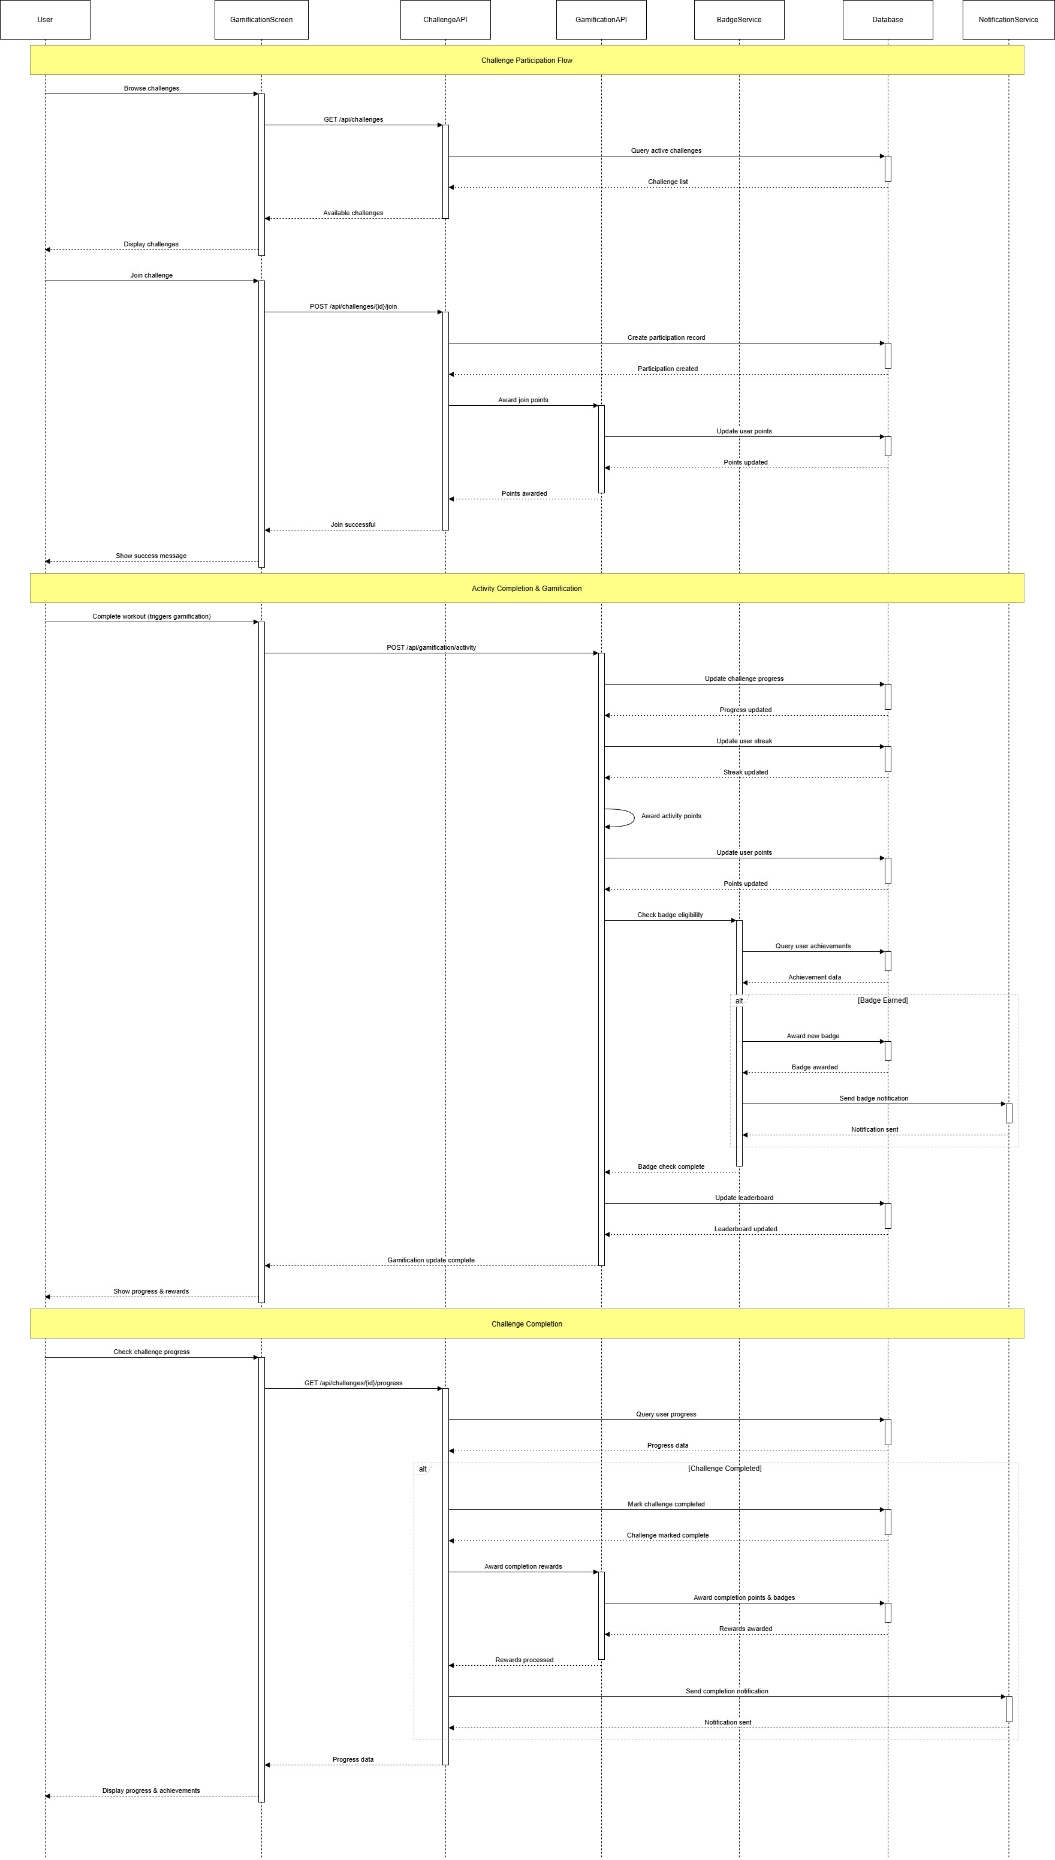 User
GamificationScreen
ChallengeAPI
GamificationAPI
BadgeService
Database
NotificationService
Challenge Participation Flow
Browse challenges
GET /api/challenges
Query active challenges
Challenge list
Available challenges
Display challenges
Join challenge
POST /api/challenges/{id}/join
Create participation record
Participation created
Award join points
Update user points
Points updated
Points awarded
Join successful
Show success message
Activity Completion & Gamification
Complete workout (triggers gamification)
POST /api/gamification/activity
Update challenge progress
Progress updated
Update user streak
Streak updated
Award activity points
Update user points
Points updated
Check badge eligibility
Query user achievements
Achievement data
alt
[Badge Earned]
Award new badge
Badge awarded
Send badge notification
Notification sent
Badge check complete
Update leaderboard
Leaderboard updated
Gamification update complete
Show progress & rewards
Challenge Completion
Check challenge progress
GET /api/challenges/{id}/progress
Query user progress
Progress data
alt
[Challenge Completed]
Mark challenge completed
Challenge marked complete
Award completion rewards
Award completion points & badges
Rewards awarded
Rewards processed
Send completion notification
Notification sent
Progress data
Display progress & achievements